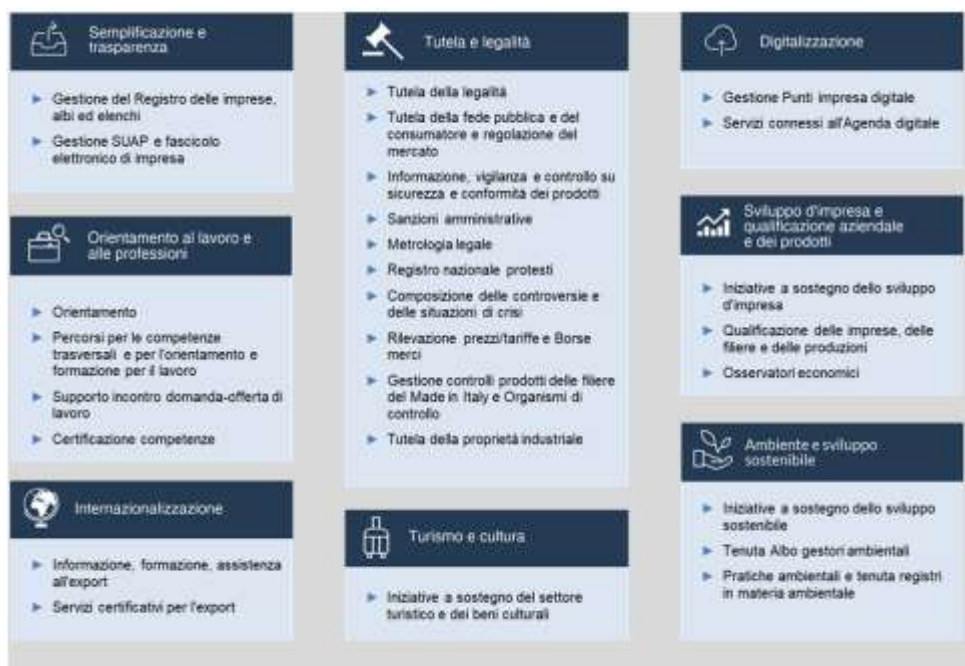 Semplificazione e
trasparenza
Gestione del Registro delle imprese,
albi ed elenchi
Gestione SUAP e fascicolo
elettronico di impresa
Orientamento al lavoro e
alle professioni
Orientamento
Percorsi per le competenze
trasversali e per l'orientamento e
formazione per il lavoro
Supporto incontro domanda-offerta di
lavoro
Certificazione competenze
Internazionalizzazione
Informazione, formazione, assistenza
all'export
Servizi certificativi per l'export
Tutela e legalità
Tutela della legalità
Tutela della fede pubblica e del
consumatore e regolazione del
mercato
Informazione, vigilanza e controllo su
sicurezza e conformità dei prodotti
Sanzioni amministrative
Metrologia legale
Registro nazionale protesti
Composizione delle controversie e
delle situazioni di crisi
Rilevazione prezzi/tariffe e Borse
merci
Gestione controlli prodotti delle filiere
del Made in Italy e Organismi di
controllo
Tutela della proprietà industriale
Turismo e cultura
Iniziative a sostegno del settore
turistico e dei beni culturali
Digitalizzazione
Gestione Punti impresa digitale
Servizi connessi all'Agenda digitale
Sviluppo d'impresa e
qualificazione aziendale
e dei prodotti
Iniziative a sostegno dello sviluppo
d'impresa
Qualificazione delle imprese, delle
filiere e delle produzioni
Osservatori economici
Ambiente e sviluppo
sostenibile
Iniziative a sostegno dello sviluppo
sostenibile
Tenuta Albo gestori ambientali
Pratiche ambientali e tenuta registri
in materia ambientale